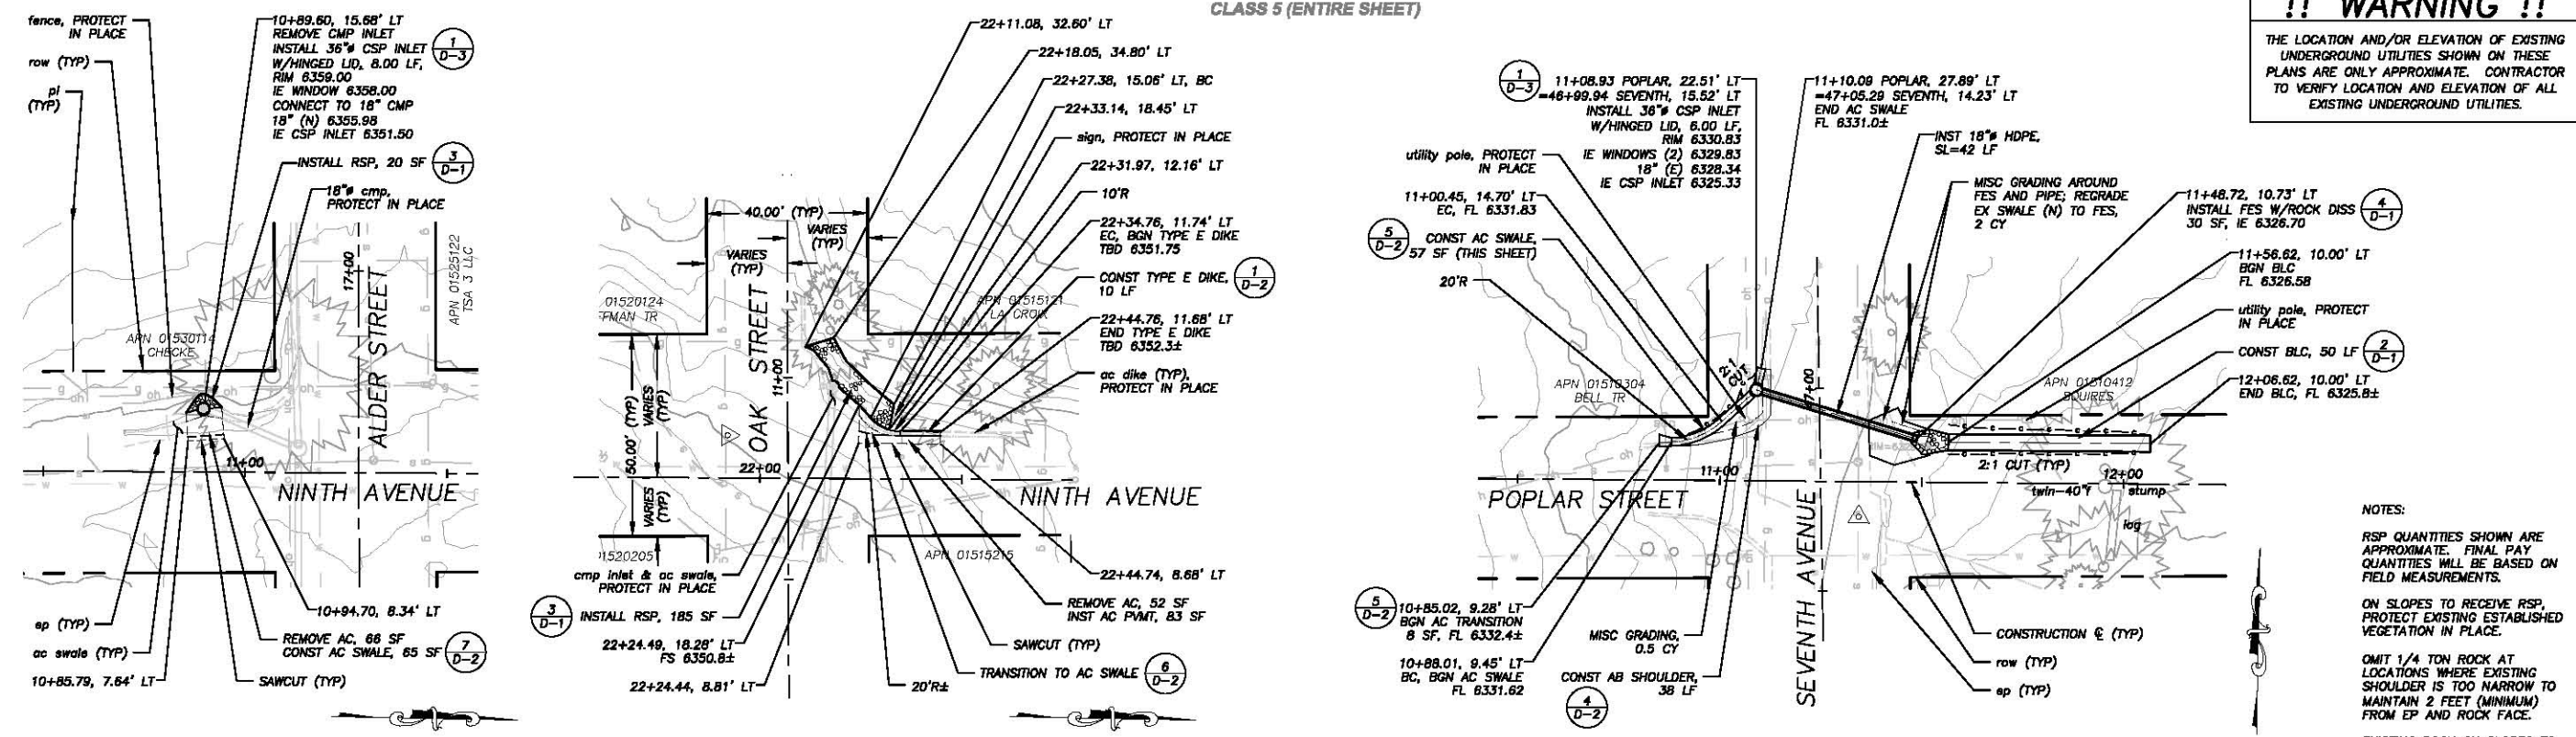 CLASS 5 (ENTIRE SHEET)
!! WARNING !!
THE LOCATION AND/OR ELEVATION OF EXISTING
UNDERGROUND UTILITIES SHOWN ON THESE
PLANS ARE ONLY APPROXIMATE. CONTRACTOR
TO VERIFY LOCATION AND ELEVATION OF ALL
EXISTING UNDERGROUND UTILITIES.
fence, PROTECT
IN PLACE
row (TYP)
pl
(TYP)
10+89.60, 15.68' LT
REMOVE CMP INLET
INSTALL 36"ø CSP INLET
W/HINGED LID, 8.00 LF,
RIM 6359.00
IE WINDOW 6358.00
CONNECT TO 18" CMP
18" (N) 6355.98
IE CSP INLET 6351.50
1
D-3
INSTALL RSP, 20 SF
3
D-1
18"ø cmp,
PROTECT IN PLACE
APN 01530114
CHECKE
17+00
ALDER STREET
APN 01525122
TSA 3 LLC
11+00
NINTH AVENUE
ep (TYP)
ac swale (TYP)
10+85.79, 7.64' LT
10+94.70, 8.34' LT
REMOVE AC, 66 SF
CONST AC SWALE, 65 SF
7
D-2
SAWCUT (TYP)
22+11.08, 32.60' LT
22+18.05, 34.80' LT
22+27.38, 15.06' LT, BC
22+33.14, 18.45' LT
sign, PROTECT IN PLACE
22+31.97, 12.16' LT
10'R
22+34.76, 11.74' LT
EC, BGN TYPE E DIKE
TBD 6351.75
CONST TYPE E DIKE,
10 LF
1
D-2
22+44.76, 11.68' LT
END TYPE E DIKE
TBD 6352.3±
ac dike (TYP),
PROTECT IN PLACE
40.00' (TYP)
VARIES
(TYP)
VARIES
(TYP)
01520124
FFMAN TR
APN 01515121
LA CROIX
50.00' (TYP)
VARIES
(TYP)
VARIES
(TYP)
OAK STREET
11+00
22+00
NINTH AVENUE
01520205
APN 01515215
cmp inlet & ac swale,
PROTECT IN PLACE
3
D-1
INSTALL RSP, 185 SF
22+24.49, 18.28' LT
FS 6350.8±
22+24.44, 8.81' LT
22+44.74, 8.68' LT
REMOVE AC, 52 SF
INST AC PVMT, 83 SF
SAWCUT (TYP)
TRANSITION TO AC SWALE
6
D-2
20'R±
1
D-3
11+08.93 POPLAR, 22.51' LT
=46+99.94 SEVENTH, 15.52' LT
INSTALL 36"ø CSP INLET
W/HINGED LID, 6.00 LF,
RIM 6330.83
IE WINDOWS (2) 6329.83
18" (E) 6328.34
IE CSP INLET 6325.33
utility pole, PROTECT
IN PLACE
11+00.45, 14.70' LT
EC, FL 6331.83
5
D-2
CONST AC SWALE,
57 SF (THIS SHEET)
20'R
11+10.09 POPLAR, 27.89' LT
=47+05.29 SEVENTH, 14.23' LT
END AC SWALE
FL 6331.0±
INST 18"ø HDPE,
SL=42 LF
MISC GRADING AROUND
FES AND PIPE; REGRADE
EX SWALE (N) TO FES,
2 CY
11+48.72, 10.73' LT
INSTALL FES W/ROCK DISS
30 SF, IE 6326.70
4
D-1
11+56.62, 10.00' LT
BGN BLC
FL 6326.58
utility pole, PROTECT
IN PLACE
CONST BLC, 50 LF
2
D-1
12+06.62, 10.00' LT
END BLC, FL 6325.8±
APN 01510304
BELL TR
APN 01510412
SQUIRES
2:1 CUT (TYP)
11+00
12+00
twin-40"f
stump
log
POPLAR STREET
SEVENTH AVENUE
5
D-2
10+85.02, 9.28' LT
BGN AC TRANSITION
8 SF, FL 6332.4±
10+88.01, 9.45' LT
BC, BGN AC SWALE
FL 6331.62
MISC GRADING,
0.5 CY
CONST AB SHOULDER,
38 LF
4
D-2
CONSTRUCTION ℄ (TYP)
row (TYP)
ep (TYP)
NOTES:
RSP QUANTITIES SHOWN ARE
APPROXIMATE. FINAL PAY
QUANTITIES WILL BE BASED ON
FIELD MEASUREMENTS.
ON SLOPES TO RECEIVE RSP,
PROTECT EXISTING ESTABLISHED
VEGETATION IN PLACE.
OMIT 1/4 TON ROCK AT
LOCATIONS WHERE EXISTING
SHOULDER IS TOO NARROW TO
MAINTAIN 2 FEET (MINIMUM)
FROM EP AND ROCK FACE.